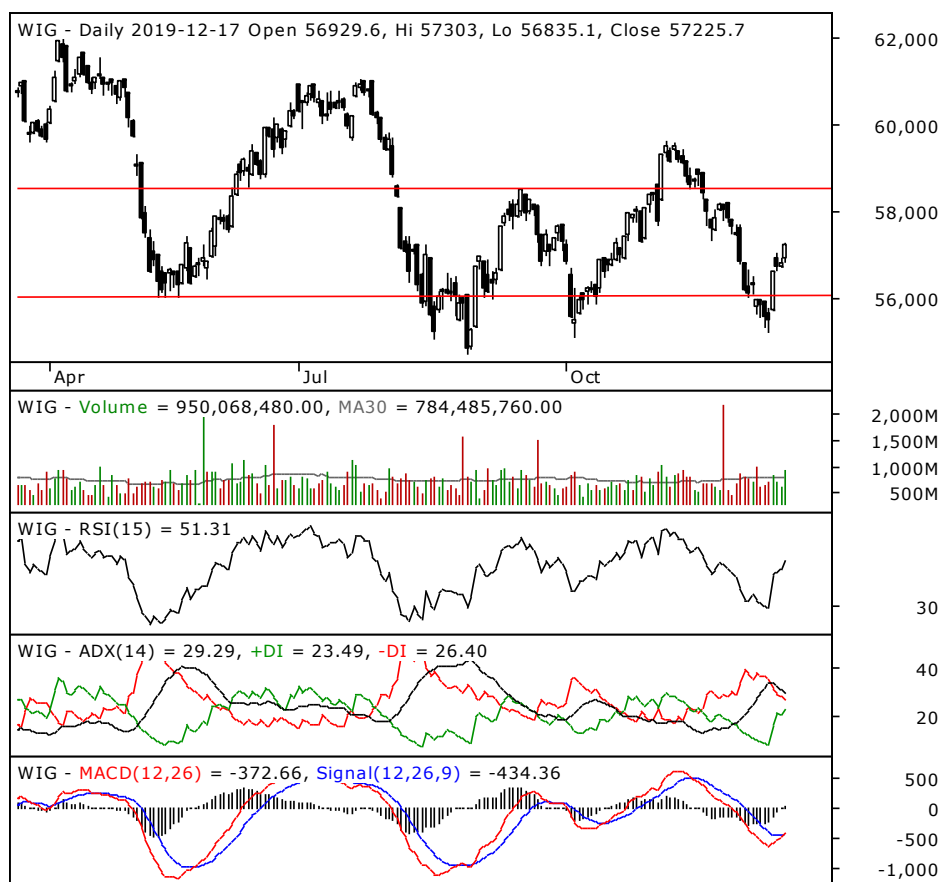 WIG - Daily 2019-12-17 Open 56929.6, Hi 57303, Lo 56835.1, Close 57225.7
62,000
60,000
58,000
56,000
Apr Jul Oct
WIG - Volume = 950,068,480.00, MA30 = 784,485,760.00
2,000M
1,500M
1,000M
500M
WIG - RSI(15) = 51.31
30
WIG - ADX(14) = 29.29, +DI = 23.49, -DI = 26.40
40
20
WIG - MACD(12,26) = -372.66, Signal(12,26,9) = -434.36
500
0
-500
-1,000